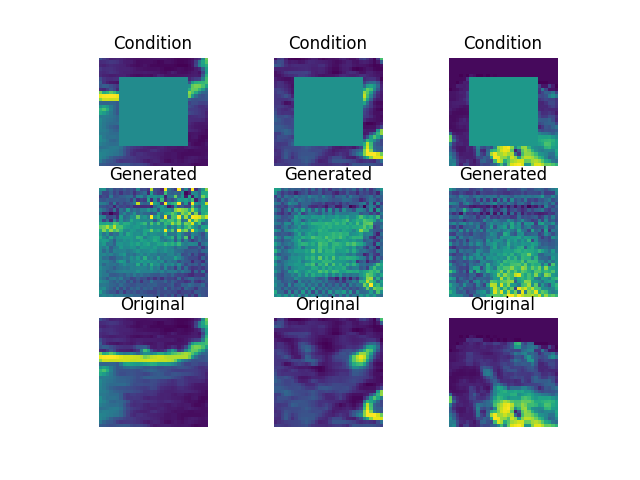 Condition Condition Condition
Generated Generated Generated
Original Original Original